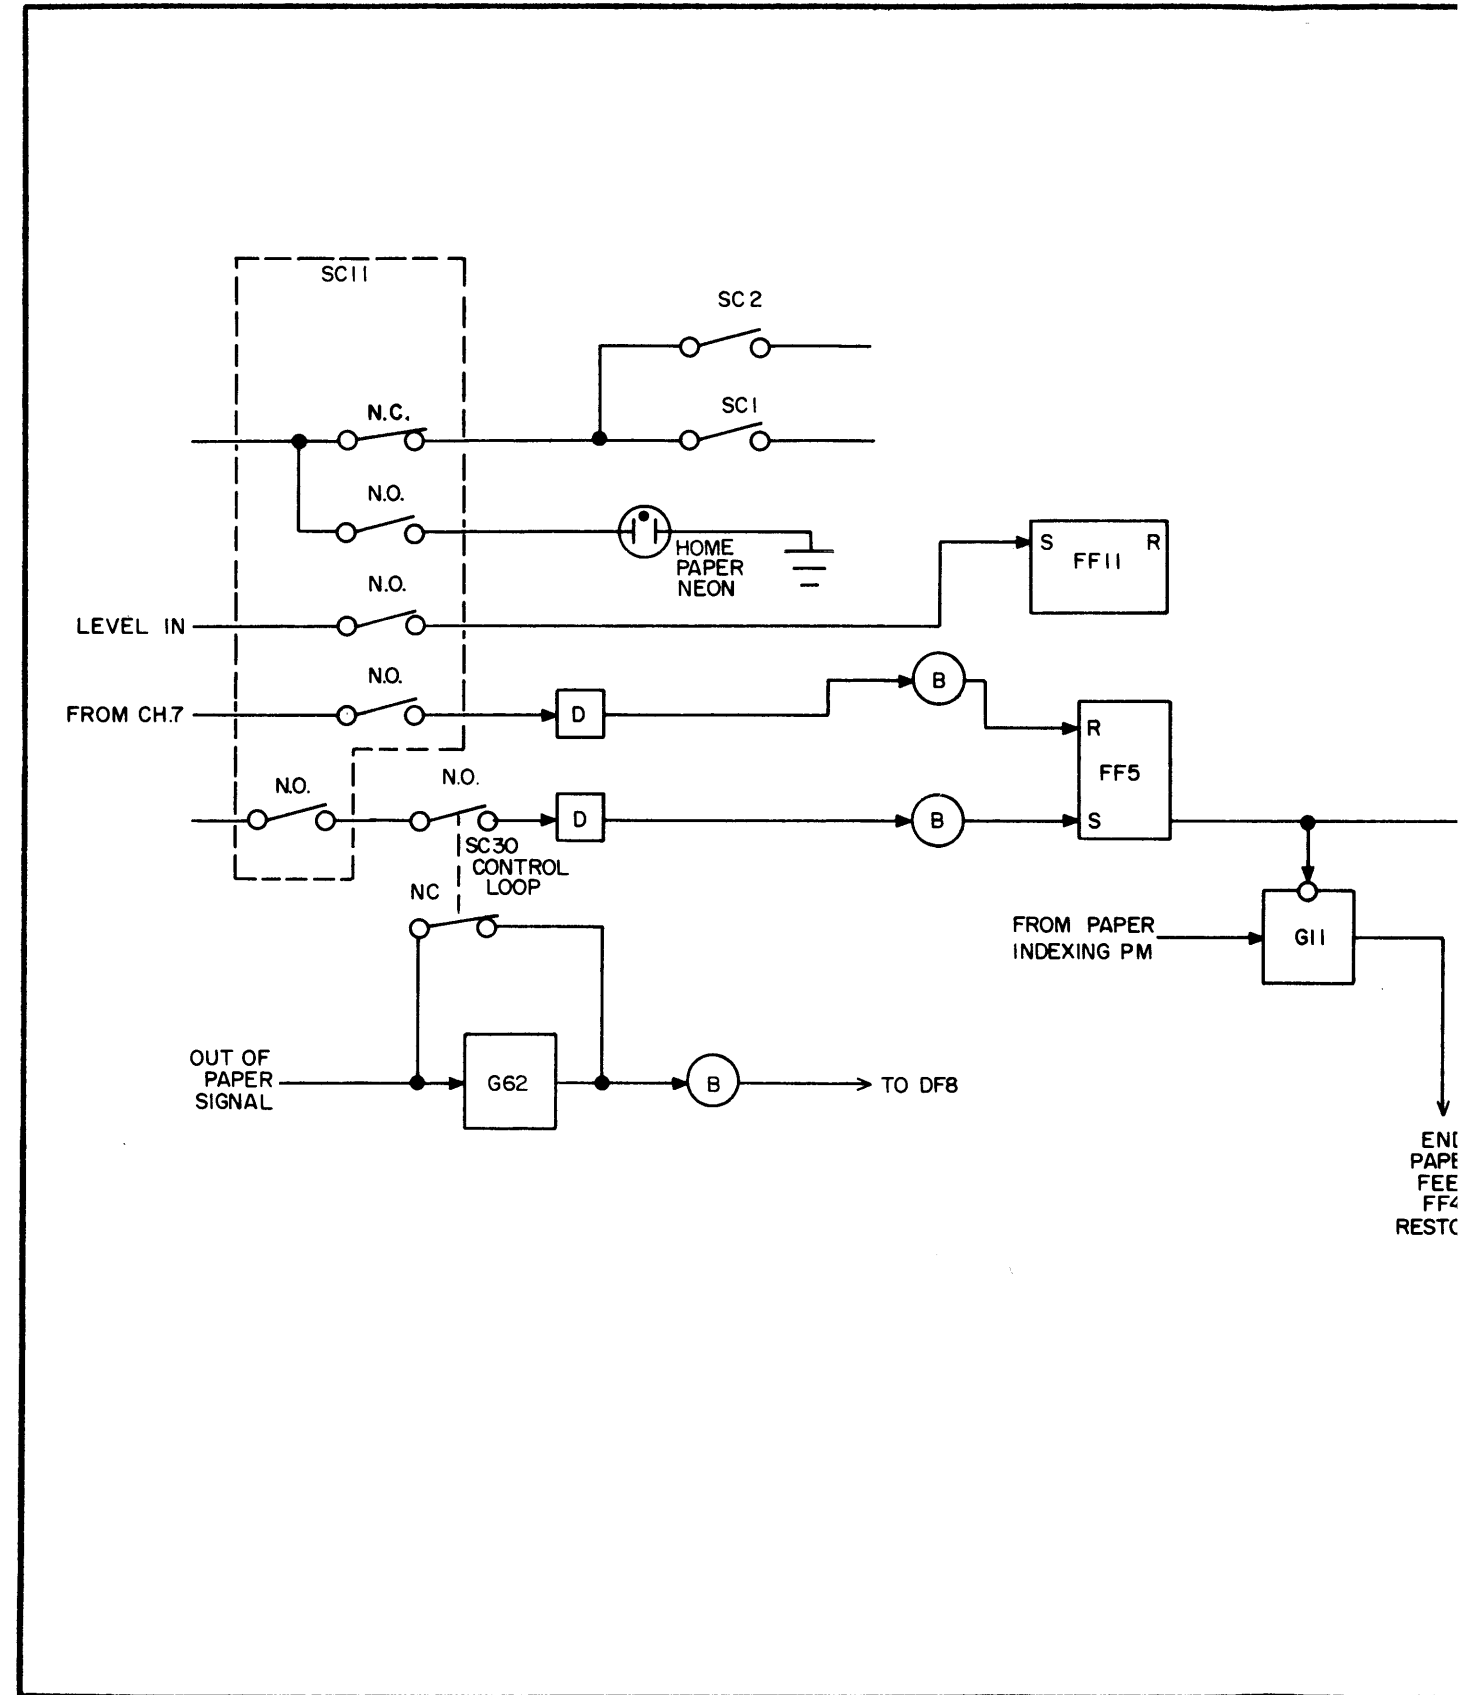 SC11
SC2
SC1
N.C.
N.O.
HOME
PAPER
NEON
N.O.
LEVEL IN
S R
FF11
N.O.
FROM CH.7
D
B
R
FF5
S
N.O.
N.O.
D
B
SC30
CONTROL
LOOP
NC
FROM PAPER
INDEXING PM
G11
OUT OF
PAPER
SIGNAL
G62
B
TO DF8